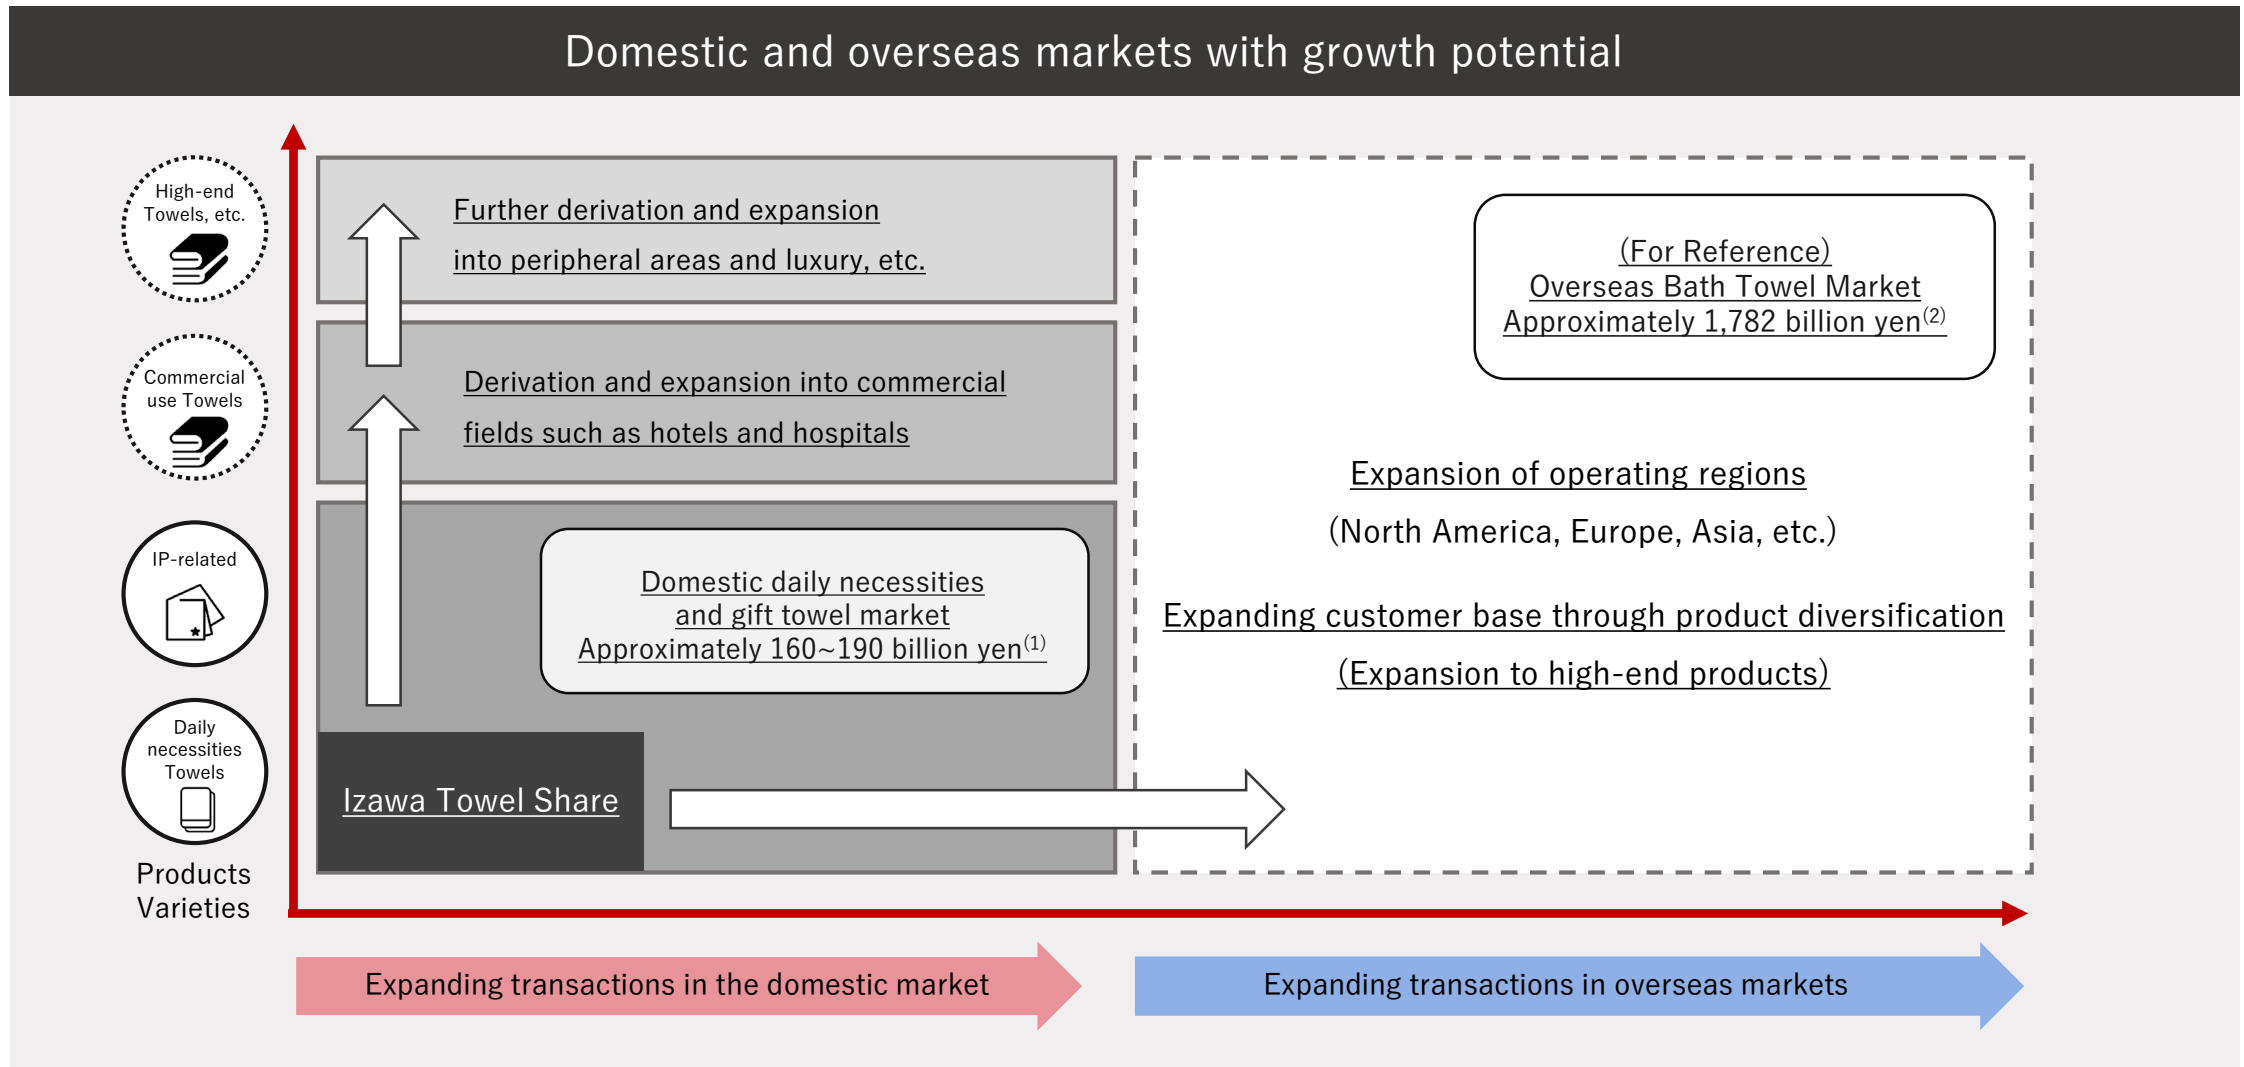 Domestic and overseas markets with growth potential
High-end
Towels, etc.
Further derivation and expansion
into peripheral areas and luxury, etc.
Commercial
use Towels
Derivation and expansion into commercial
fields such as hotels and hospitals
IP-related
Domestic daily necessities
and gift towel market
Approximately 160~190 billion yen(1)
Daily
necessities
Towels
Izawa Towel Share
Products
Varieties
(For Reference)
Overseas Bath Towel Market
Approximately 1,782 billion yen(2)
Expansion of operating regions
(North America, Europe, Asia, etc.)
Expanding customer base through product diversification
(Expansion to high-end products)
Expanding transactions in the domestic market
Expanding transactions in overseas markets